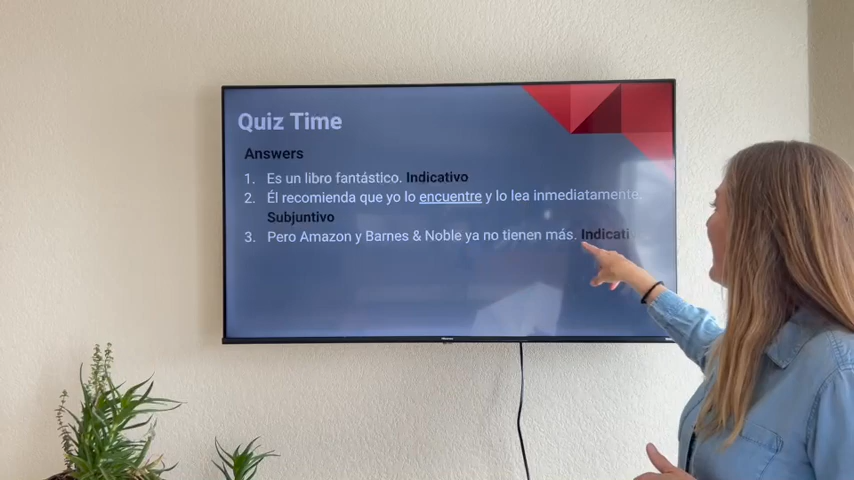 Quiz Time
Answers
1. Es un libro fantástico. Indicativo
2. Él recomienda que yo lo encuentre y lo lea inmediatamente.
Subjuntivo
3. Pero Amazon y Barnes & Noble ya no tienen más.